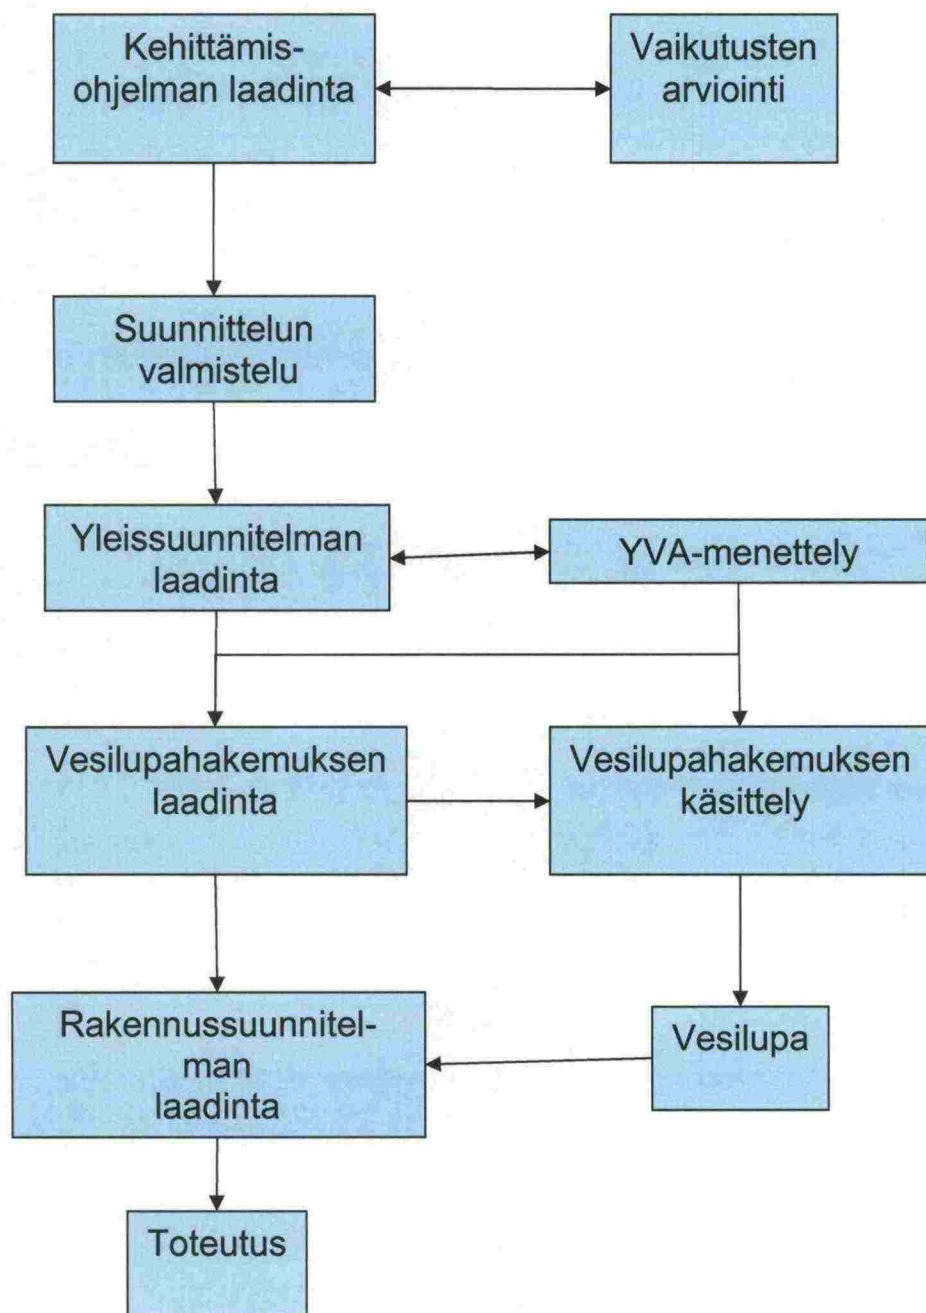 Kehittämis-
ohjelman laadinta
Vaikutusten
arviointi
Suunnittelun
valmistelu
Yleissuunnitelman
laadinta
YVA-menettely
Vesilupahakemuksen
laadinta
Vesilupahakemuksen
käsittely
Rakennussuunnitel-
man
laadinta
Vesilupa
Toteutus